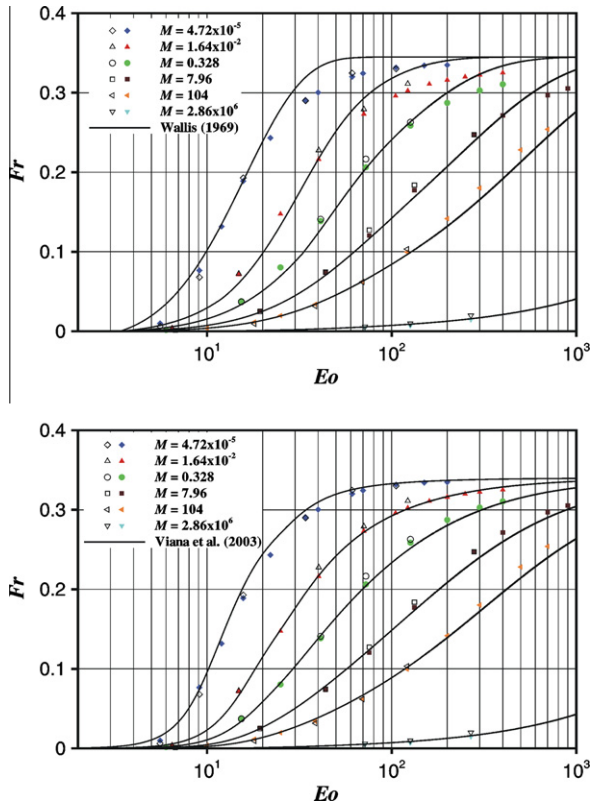 0.4
0.3
0.2
0.1
0
Fr
M = 4.72x10⁻⁵
M = 1.64x10⁻²
M = 0.328
M = 7.96
M = 104
M = 2.86x10⁶
Wallis (1969)
10¹
10²
10³
Eo
0.4
0.3
0.2
0.1
0
Fr
M = 4.72x10⁻⁵
M = 1.64x10⁻²
M = 0.328
M = 7.96
M = 104
M = 2.86x10⁶
Viana et al. (2003)
10¹
10²
10³
Eo